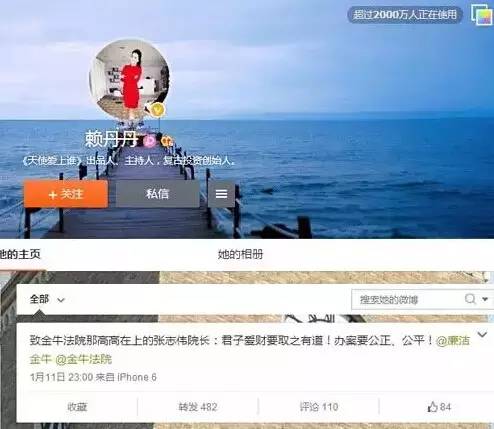 超过2000万人正在使用
赖丹丹
《天使爱上谁》出品人、主持人，复古投资创始人。
+关注
私信
她的主页
她的相册
全部
搜索她的微博
致金牛法院那高高在上的张志伟院长：君子爱财要取之有道！办案要公正、公平！@廉洁
金牛 @金牛法院
1月11日 23:00 来自 iPhone 6
收藏
转发 482
评论 110
84